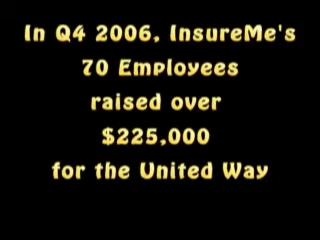 In Q4 2006, InsureMe's
70 Employees
raised over
$225,000
for the United Way